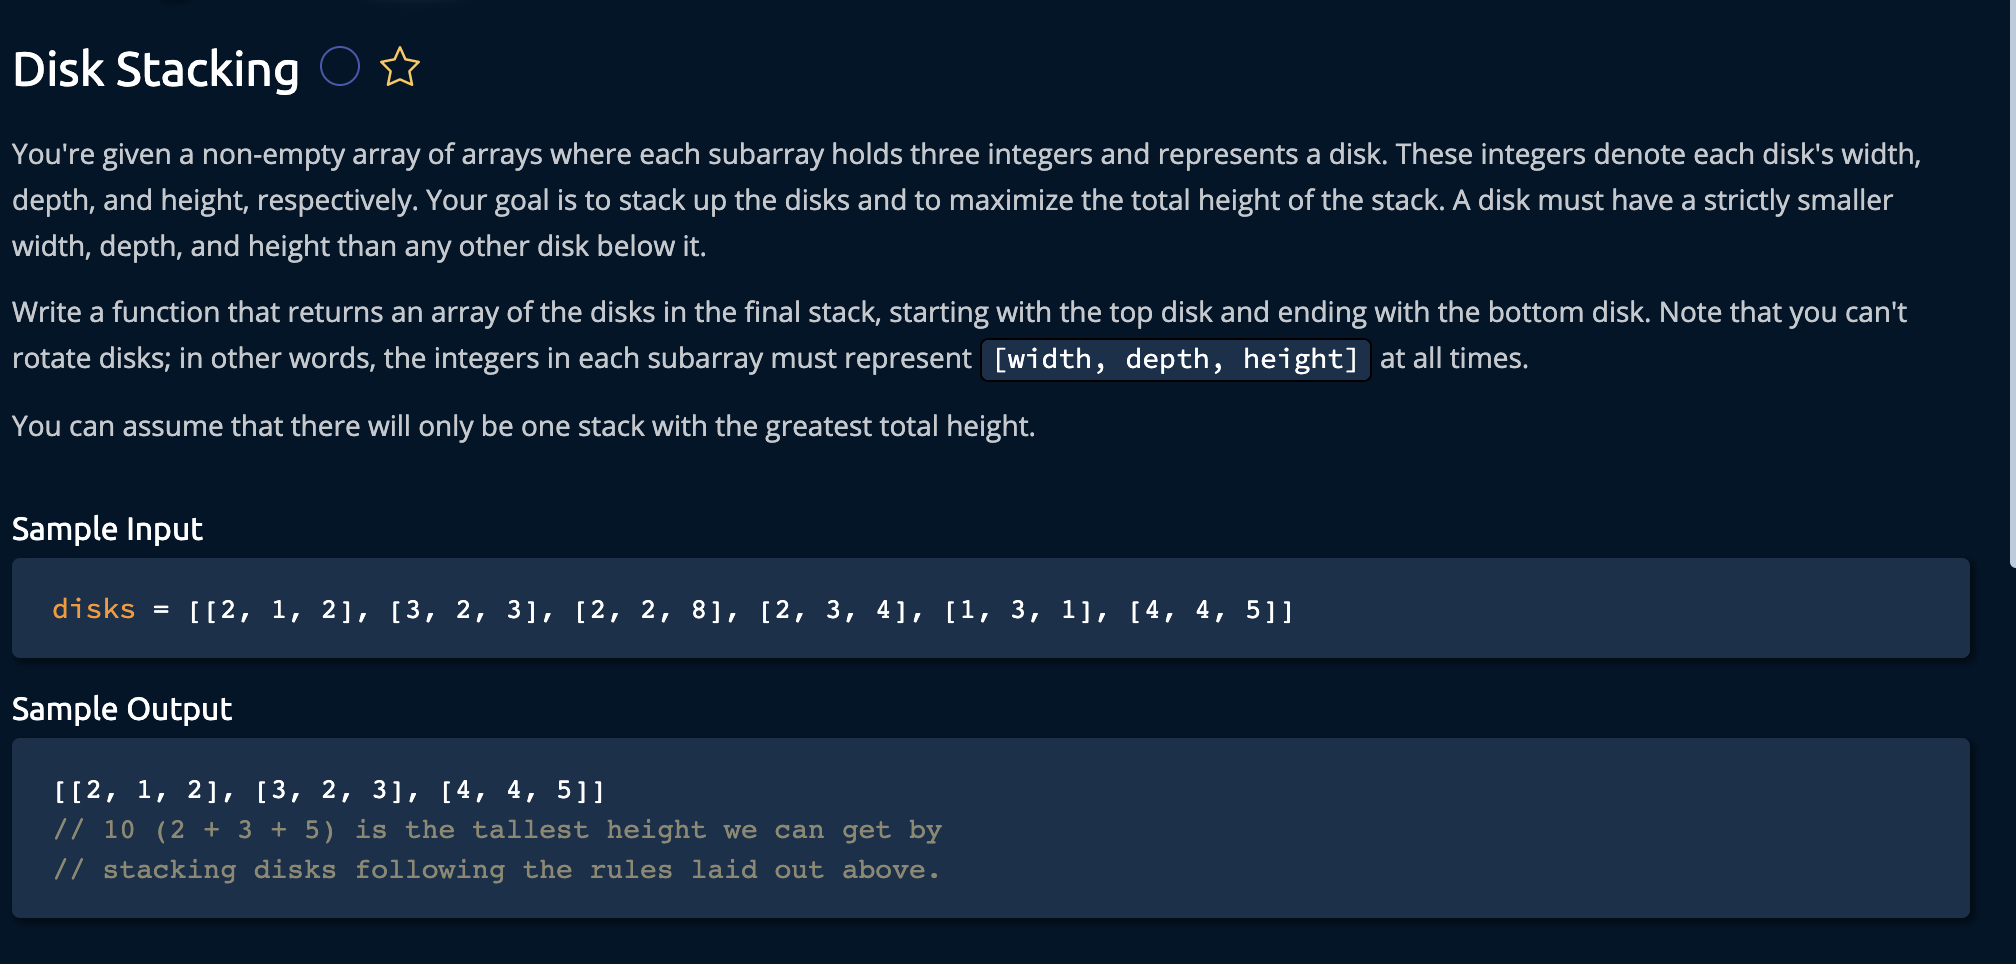 Disk Stacking
You're given a non-empty array of arrays where each subarray holds three integers and represents a disk. These integers denote each disk's width,
depth, and height, respectively. Your goal is to stack up the disks and to maximize the total height of the stack. A disk must have a strictly smaller
width, depth, and height than any other disk below it.
Write a function that returns an array of the disks in the final stack, starting with the top disk and ending with the bottom disk. Note that you can't
rotate disks; in other words, the integers in each subarray must represent [width, depth, height] at all times.
You can assume that there will only be one stack with the greatest total height.
Sample Input
disks = [[2, 1, 2], [3, 2, 3], [2, 2, 8], [2, 3, 4], [1, 3, 1], [4, 4, 5]]
Sample Output
[[2, 1, 2], [3, 2, 3], [4, 4, 5]]
// 10 (2 + 3 + 5) is the tallest height we can get by
// stacking disks following the rules laid out above.